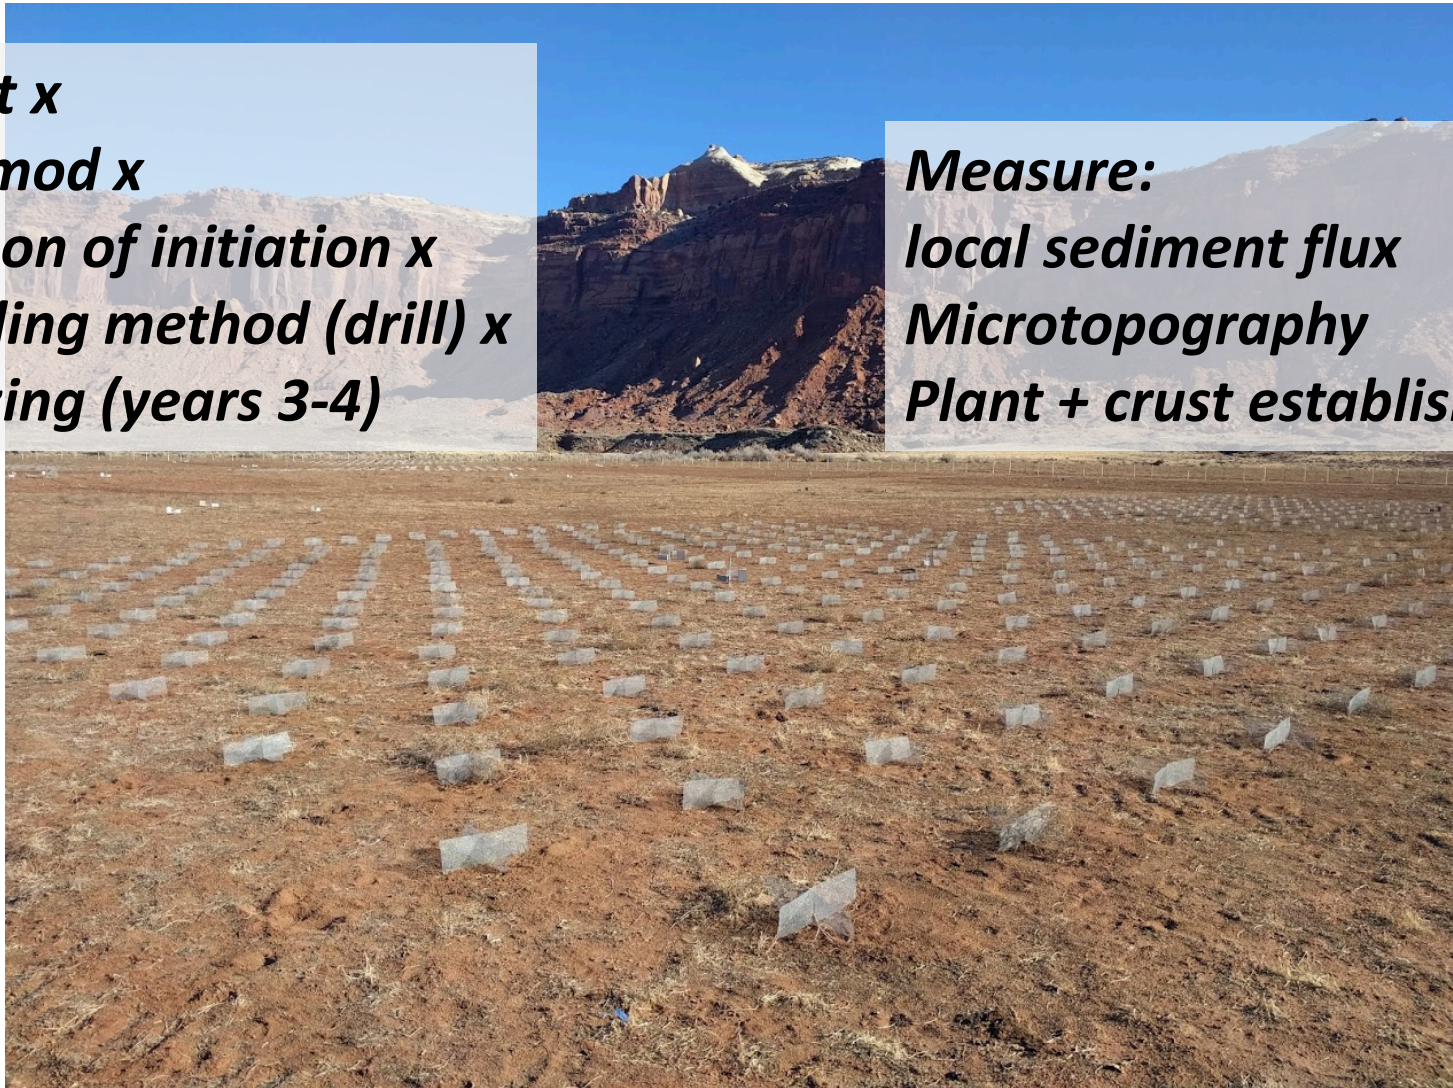 t x
mod x
on of initiation x
ling method (drill) x
ing (years 3-4)
Measure:
local sediment flux
Microtopography
Plant + crust establis